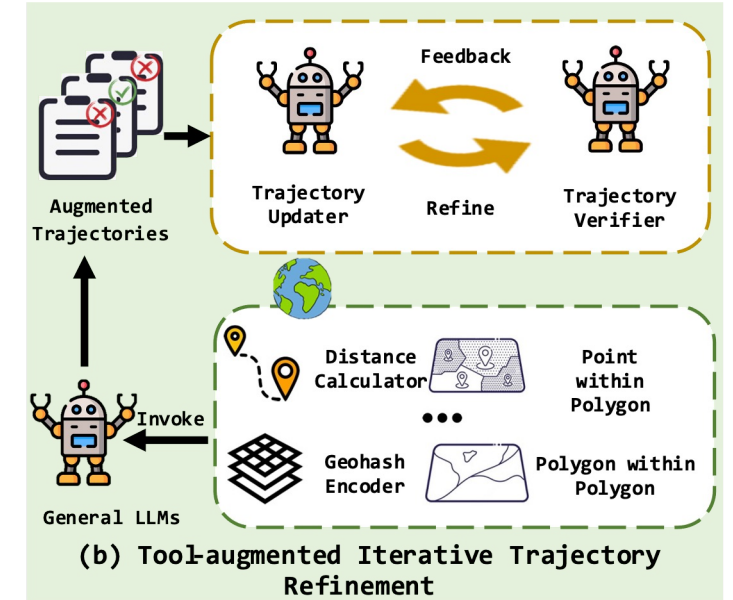 Feedback
Trajectory
Updater
Refine
Trajectory
Verifier
Augmented
Trajectories
Distance
Calculator
Point
within
Polygon
Invoke
Geohash
Encoder
Polygon within
Polygon
General LLMs
(b) Tool-augmented Iterative Trajectory
Refinement